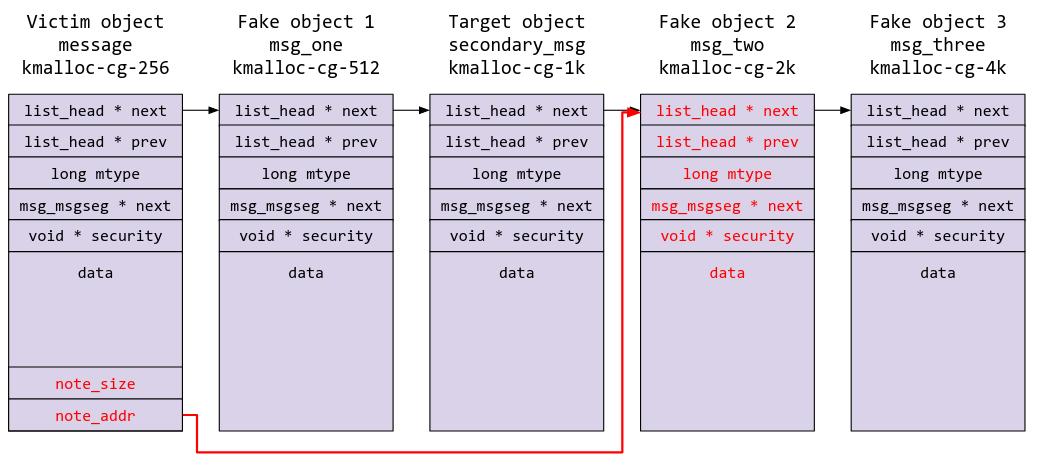 Victim object
message
kmalloc-cg-256
Fake object 1
msg_one
kmalloc-cg-512
Target object
secondary_msg
kmalloc-cg-1k
Fake object 2
msg_two
kmalloc-cg-2k
Fake object 3
msg_three
kmalloc-cg-4k
list_head * next
list_head * prev
long mtype
msg_msgseg * next
void * security
data
note_size
note_addr
list_head * next
list_head * prev
long mtype
msg_msgseg * next
void * security
data
list_head * next
list_head * prev
long mtype
msg_msgseg * next
void * security
data
list_head * next
list_head * prev
long mtype
msg_msgseg * next
void * security
data
list_head * next
list_head * prev
long mtype
msg_msgseg * next
void * security
data